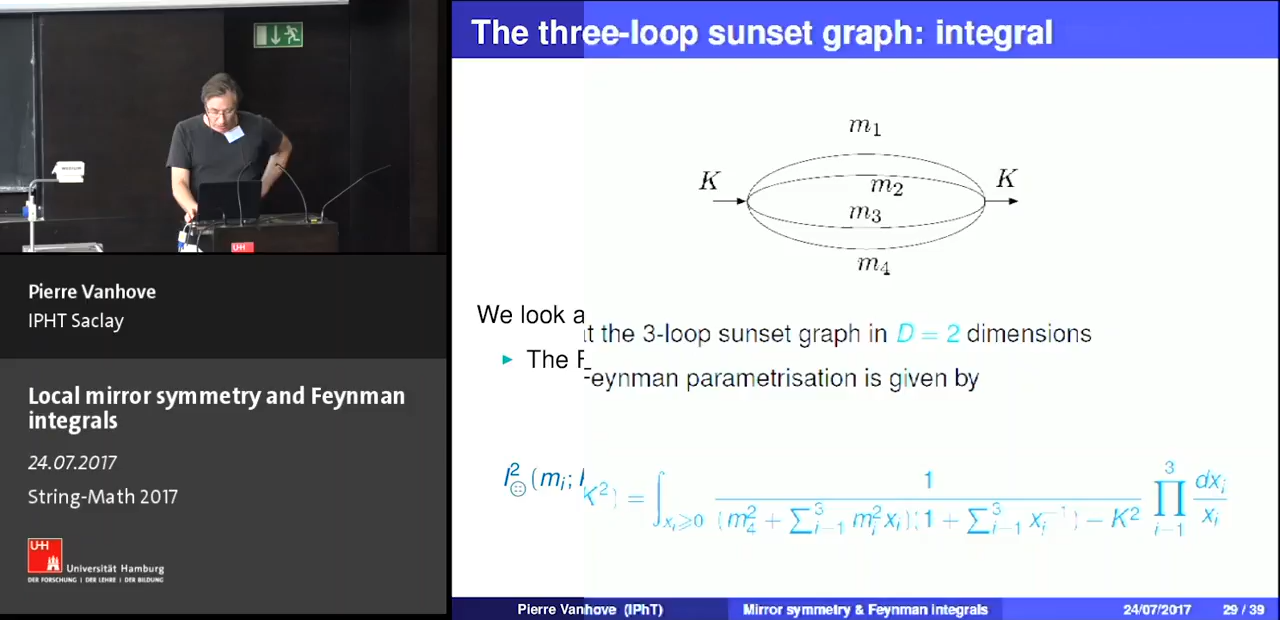 The three-loop sunset graph: integral
m₁
K
K
m₂
m₃
m₄
We look at the 3-loop sunset graph in D = 2 dimensions
▸ The Feynman parametrisation is given by
I²(mᵢ; K²) = ∫_{xᵢ⩾0} 1 / ((m₄² + ∑ᵢ₌₁³ mᵢ²xᵢ)(1 + ∑ᵢ₌₁³ xᵢ⁻¹) − K²) ∏ᵢ₌₁³ dxᵢ/xᵢ
Pierre Vanhove (IPhT) Mirror symmetry & Feynman integrals 24/07/2017 29 / 39
Pierre Vanhove
IPHT Saclay
Local mirror symmetry and Feynman
integrals
24.07.2017
String-Math 2017
UHH
Universität Hamburg
DER FORSCHUNG | DER LEHRE | DER BILDUNG